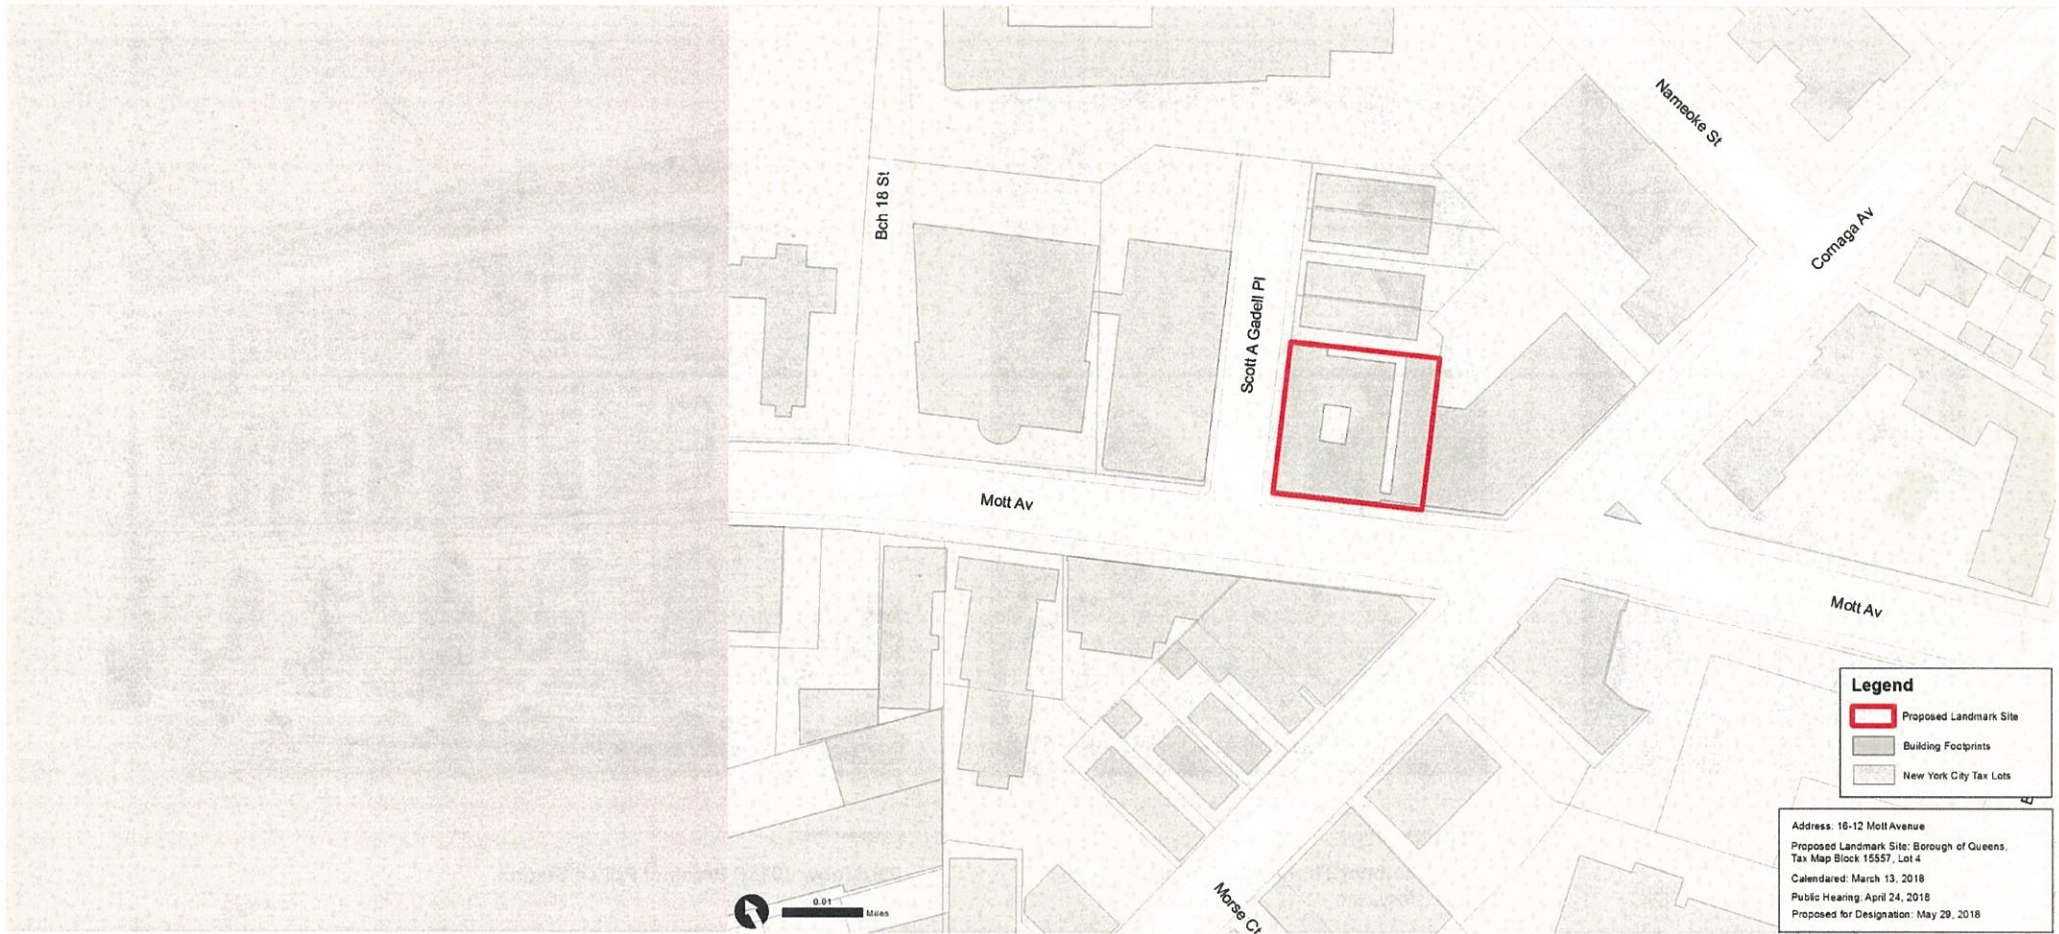 Nameoke St
Bch 18 St
Cornaga Av
Scott A Gadell Pl
Mott Av
Mott Av
Legend
Proposed Landmark Site
Building Footprints
New York City Tax Lots
Address: 16-12 Mott Avenue
Proposed Landmark Site: Borough of Queens,
Tax Map Block 15557, Lot 4
Calendared: March 13, 2018
Public Hearing: April 24, 2018
Proposed for Designation: May 29, 2018
Morse Ct
0.01
Miles